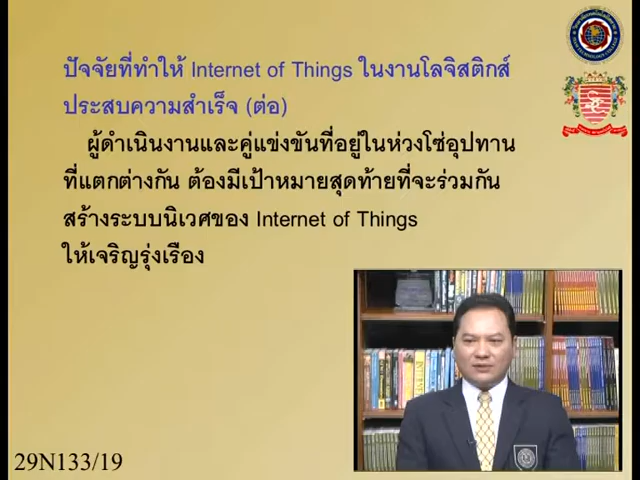 ปัจจัยที่ทำให้ Internet of Things ในงานโลจิสติกส์
ประสบความสำเร็จ (ต่อ)
ผู้ดำเนินงานและคู่แข่งขันที่อยู่ในห่วงโซ่อุปทาน
ที่แตกต่างกัน ต้องมีเป้าหมายสุดท้ายที่จะร่วมกัน
สร้างระบบนิเวศของ Internet of Things
ให้เจริญรุ่งเรือง
29N133/19